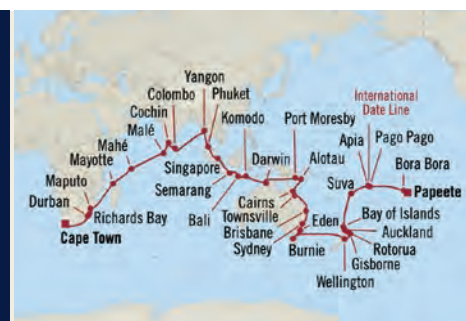 Yangon
Colombo
Phuket
Cochin
Komodo
Malé
Mahé
Mayotte
Maputo
Durban
Richards Bay
Cape Town
Singapore
Semarang
Bali
Darwin
Port Moresby
Alotau
Cairns
Townsville
Brisbane
Sydney
Eden
Burnie
Wellington
Gisborne
Rotorua
Auckland
Bay of Islands
Suva
Apia
International
Date Line
Pago Pago
Bora Bora
Papeete